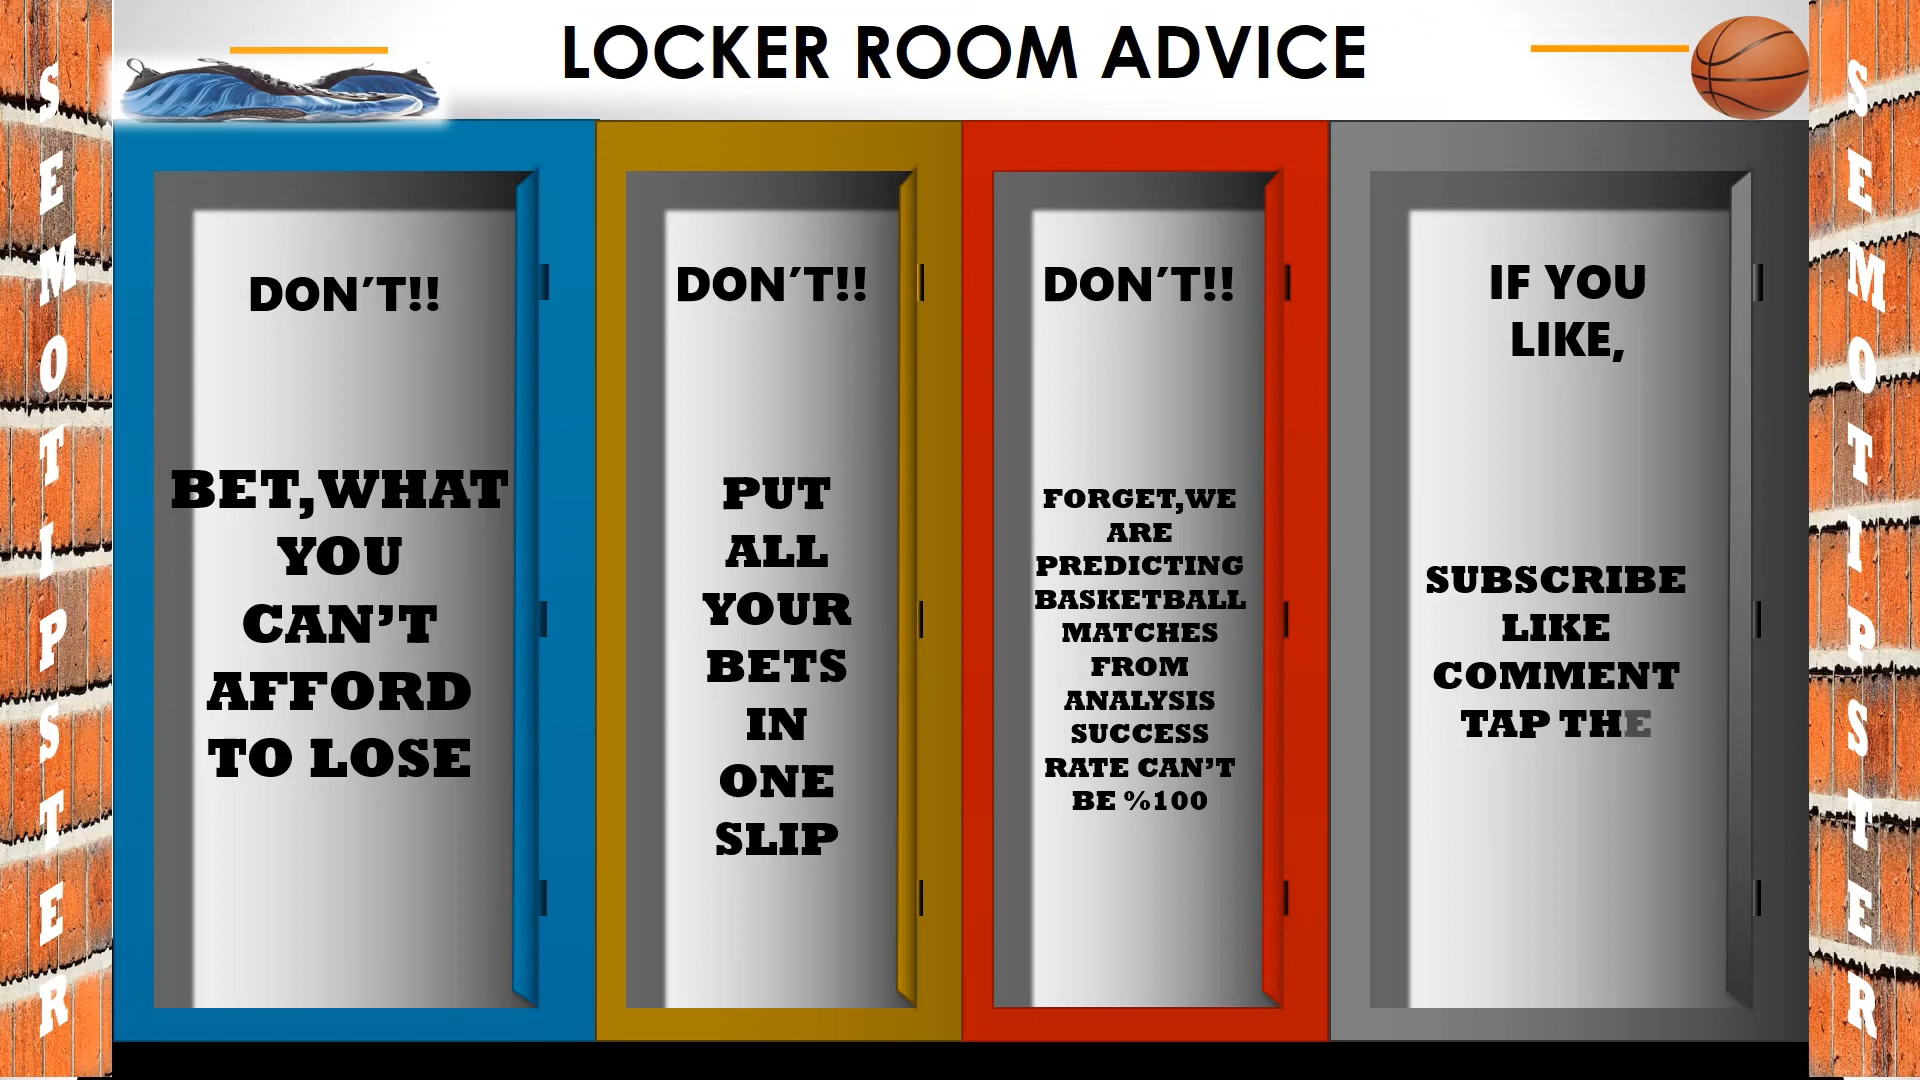 LOCKER ROOM ADVICE
SEMOTIPSTER
DON´T!!
BET,WHAT
YOU
CAN’T
AFFORD
TO LOSE
DON´T!!
PUT
ALL
YOUR
BETS
IN
ONE
SLIP
DON´T!!
FORGET,WE
ARE
PREDICTING
BASKETBALL
MATCHES
FROM
ANALYSIS
SUCCESS
RATE CAN’T
BE %100
IF YOU
LIKE,
SUBSCRIBE
LIKE
COMMENT
TAP THE
SEMOTIPSTER